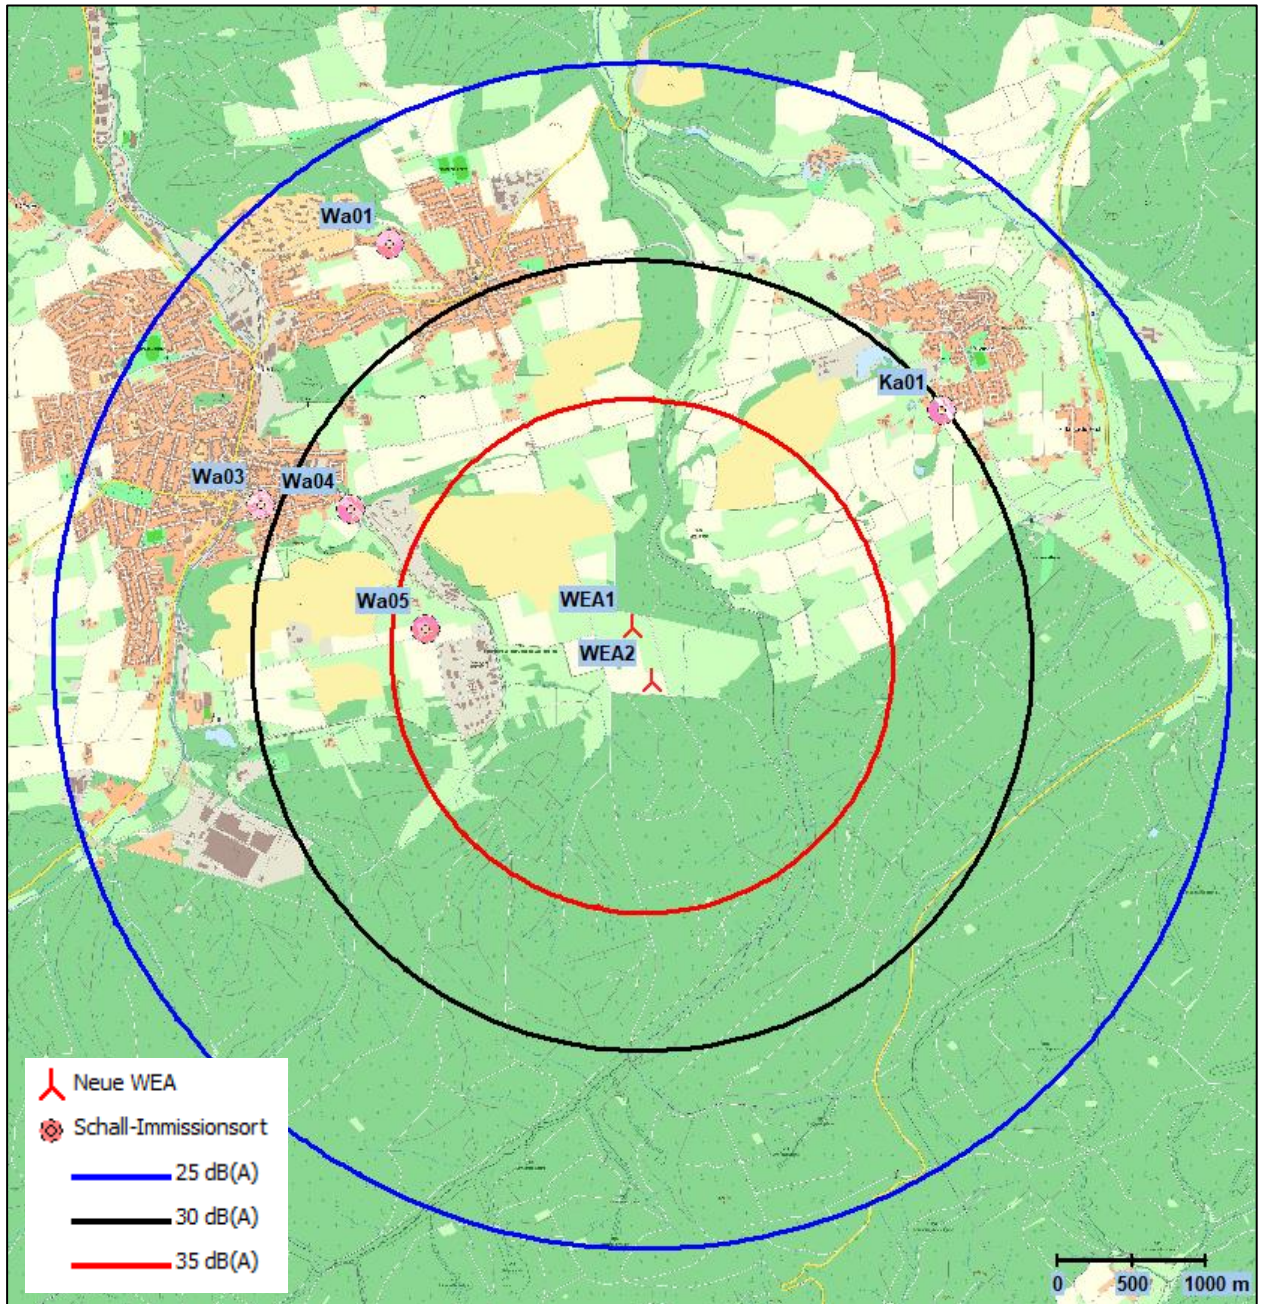 Wa01
Ka01
Wa03
Wa04
Wa05
WEA1
WEA2
Neue WEA
Schall-Immissionsort
25 dB(A)
30 dB(A)
35 dB(A)
0 500 1000 m